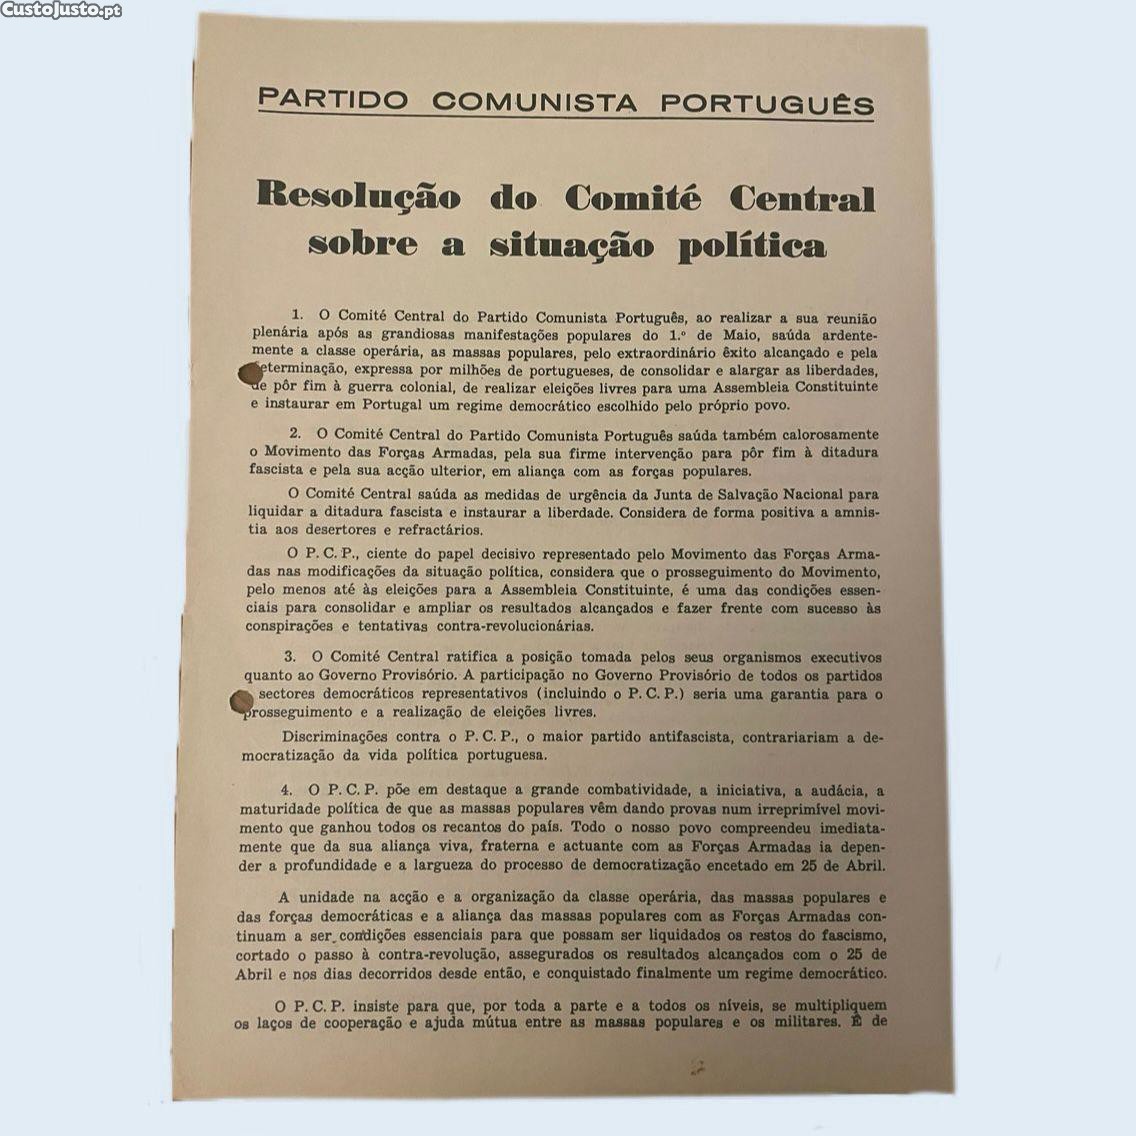 CustoJusto.pt
PARTIDO COMUNISTA PORTUGUÊS
Resolução do Comité Central
sobre a situação política
1. O Comité Central do Partido Comunista Português, ao realizar a sua reunião
plenária após as grandiosas manifestações populares do 1.º de Maio, saúda ardente-
mente a classe operária, as massas populares, pelo extraordinário êxito alcançado e pela
eterminação, expressa por milhões de portugueses, de consolidar e alargar as liberdades,
de pôr fim à guerra colonial, de realizar eleições livres para uma Assembleia Constituinte
e instaurar em Portugal um regime democrático escolhido pelo próprio povo.
2. O Comité Central do Partido Comunista Português saúda também calorosamente
o Movimento das Forças Armadas, pela sua firme intervenção para pôr fim à ditadura
fascista e pela sua acção ulterior, em aliança com as forças populares.
O Comité Central saúda as medidas de urgência da Junta de Salvação Nacional para
liquidar a ditadura fascista e instaurar a liberdade. Considera de forma positiva a amnis-
tia aos desertores e refractários.
O P. C. P., ciente do papel decisivo representado pelo Movimento das Forças Arma-
das nas modificações da situação política, considera que o prosseguimento do Movimento,
pelo menos até às eleições para a Assembleia Constituinte, é uma das condições essen-
ciais para consolidar e ampliar os resultados alcançados e fazer frente com sucesso às
conspirações e tentativas contra-revolucionárias.
3. O Comité Central ratifica a posição tomada pelos seus organismos executivos
quanto ao Governo Provisório. A participação no Governo Provisório de todos os partidos
sectores democráticos representativos (incluindo o P. C. P.) seria uma garantia para o
prosseguimento e a realização de eleições livres.
Discriminações contra o P. C. P., o maior partido antifascista, contrariariam a de-
mocratização da vida política portuguesa.
4. O P. C. P. põe em destaque a grande combatividade, a iniciativa, a audácia, a
maturidade política de que as massas populares vêm dando provas num irreprimível movi-
mento que ganhou todos os recantos do país. Todo o nosso povo compreendeu imediata-
mente que da sua aliança viva, fraterna e actuante com as Forças Armadas ia depen-
der a profundidade e a largueza do processo de democratização encetado em 25 de Abril.
A unidade na acção e a organização da classe operária, das massas populares e
das forças democráticas e a aliança das massas populares com as Forças Armadas con-
tinuam a ser condições essenciais para que possam ser liquidados os restos do fascismo,
cortado o passo à contra-revolução, assegurados os resultados alcançados com o 25 de
Abril e nos dias decorridos desde então, e conquistado finalmente um regime democrático.
O P. C. P. insiste para que, por toda a parte e a todos os níveis, se multipliquem
os laços de cooperação e ajuda mútua entre as massas populares e os militares. É de